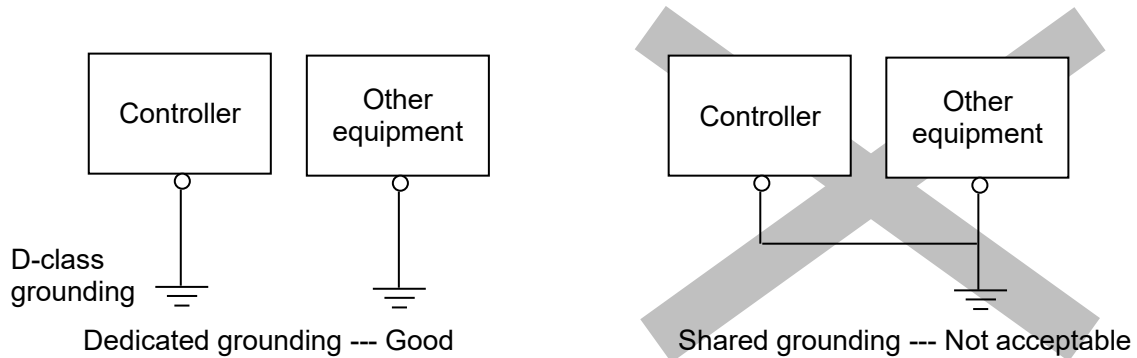 Controller
Other
equipment
D-class
grounding
Dedicated grounding --- Good
Controller
Other
equipment
Shared grounding --- Not acceptable